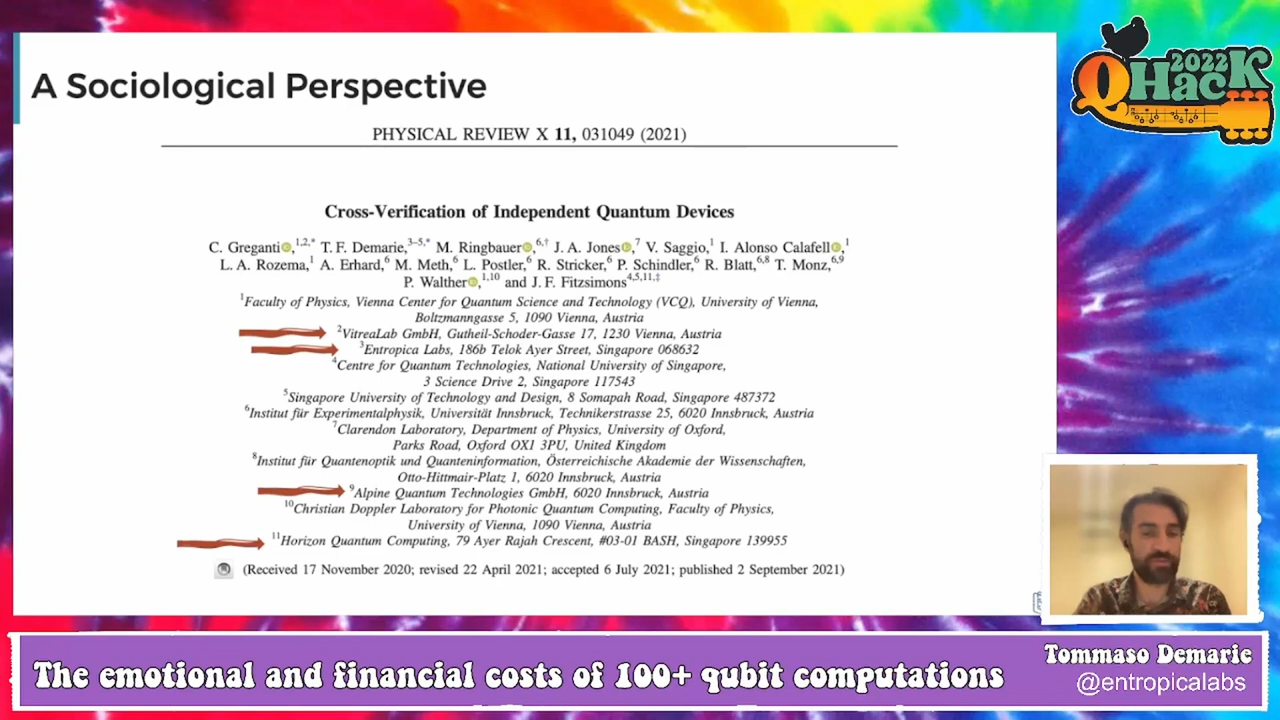 A Sociological Perspective
PHYSICAL REVIEW X 11, 031049 (2021)
Cross-Verification of Independent Quantum Devices
C. Greganti,1,2,* T. F. Demarie,3–5,* M. Ringbauer,6,† J. A. Jones,7 V. Saggio,1 I. Alonso Calafell,1
L. A. Rozema,1 A. Erhard,6 M. Meth,6 L. Postler,6 R. Stricker,6 P. Schindler,6 R. Blatt,6,8 T. Monz,6,9
P. Walther,1,10 and J. F. Fitzsimons4,5,11,‡
1Faculty of Physics, Vienna Center for Quantum Science and Technology (VCQ), University of Vienna,
Boltzmanngasse 5, 1090 Vienna, Austria
2VitreaLab GmbH, Gutheil-Schoder-Gasse 17, 1230 Vienna, Austria
3Entropica Labs, 186b Telok Ayer Street, Singapore 068632
4Centre for Quantum Technologies, National University of Singapore,
3 Science Drive 2, Singapore 117543
5Singapore University of Technology and Design, 8 Somapah Road, Singapore 487372
6Institut für Experimentalphysik, Universität Innsbruck, Technikerstrasse 25, 6020 Innsbruck, Austria
7Clarendon Laboratory, Department of Physics, University of Oxford,
Parks Road, Oxford OX1 3PU, United Kingdom
8Institut für Quantenoptik und Quanteninformation, Österreichische Akademie der Wissenschaften,
Otto-Hittmair-Platz 1, 6020 Innsbruck, Austria
9Alpine Quantum Technologies GmbH, 6020 Innsbruck, Austria
10Christian Doppler Laboratory for Photonic Quantum Computing, Faculty of Physics,
University of Vienna, 1090 Vienna, Austria
11Horizon Quantum Computing, 79 Ayer Rajah Crescent, #03-01 BASH, Singapore 139955
(Received 17 November 2020; revised 22 April 2021; accepted 6 July 2021; published 2 September 2021)
2022
QHack
The emotional and financial costs of 100+ qubit computations
Tommaso Demarie
@entropicalabs